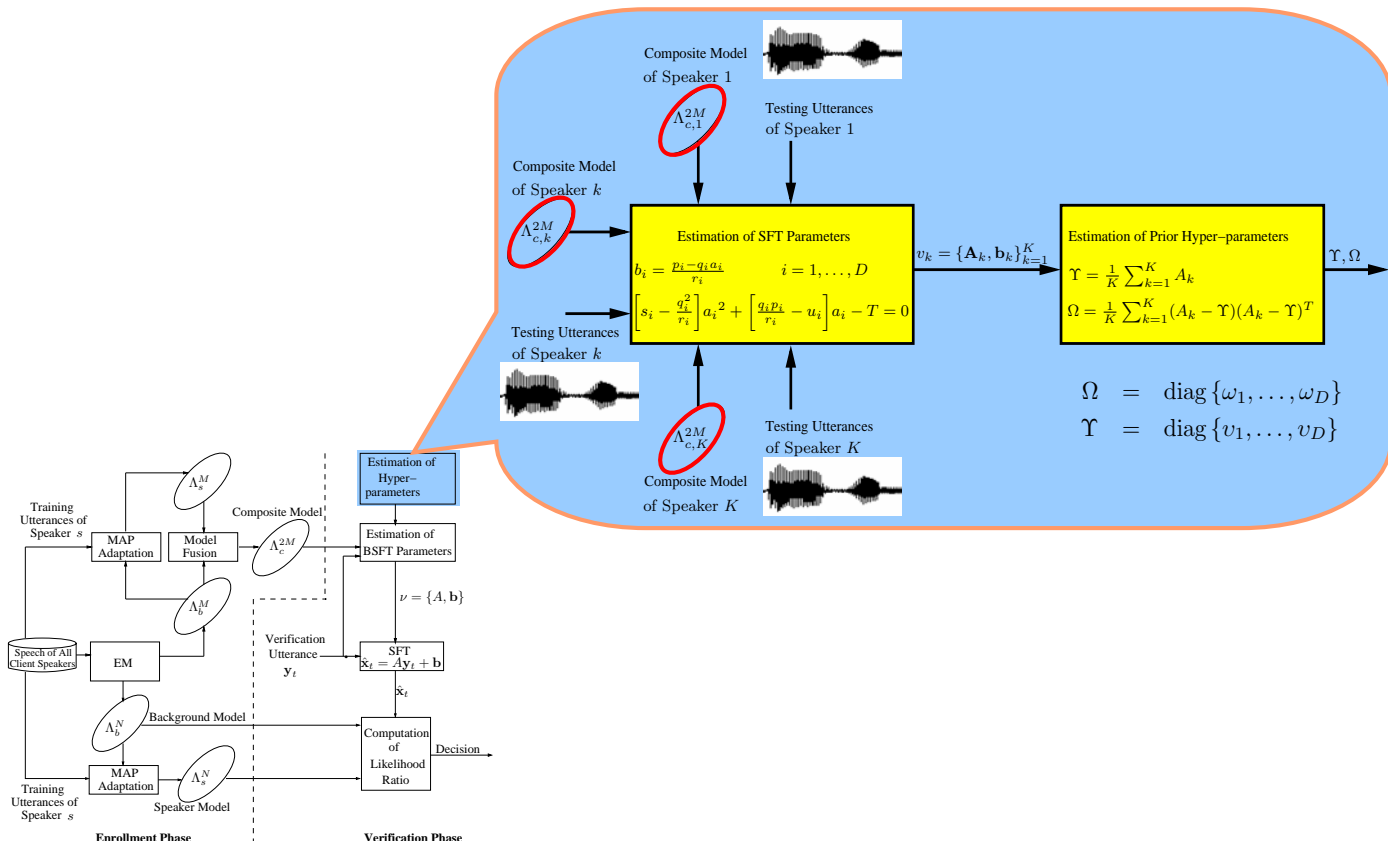 Composite Model
of Speaker 1
Λ_{c,1}^{2M}
Testing Utterances
of Speaker 1
Composite Model
of Speaker k
Λ_{c,k}^{2M}
Estimation of SFT Parameters
b_i = \frac{p_i − q_i a_i}{r_i}    i = 1, . . . , D
[s_i − \frac{q_i^2}{r_i}] a_i^2 + [\frac{q_i p_i}{r_i} − u_i] a_i − T = 0
v_k = {A_k, b_k}_{k=1}^K
Estimation of Prior Hyper−parameters
Υ = \frac{1}{K} ∑_{k=1}^K A_k
Ω = \frac{1}{K} ∑_{k=1}^K (A_k − Υ)(A_k − Υ)^T
Υ, Ω
Testing Utterances
of Speaker k
Λ_{c,K}^{2M}
Composite Model
of Speaker K
Testing Utterances
of Speaker K
Ω = diag {ω_1, . . . , ω_D}
Υ = diag {υ_1, . . . , υ_D}
Estimation of
Hyper−
parameters
Λ_s^M
Training
Utterances of
Speaker s
MAP
Adaptation
Model
Fusion
Composite Model
Λ_c^{2M}
Estimation of
BSFT Parameters
Λ_b^M
ν = {A, b}
Speech of All
Client Speakers
EM
Verification
Utterance
y_t
SFT
x̂_t = Ay_t + b
x̂_t
Λ_b^N
Background Model
Computation
of
Likelihood
Ratio
Decision
MAP
Adaptation
Λ_s^N
Training
Utterances of
Speaker s
Speaker Model
Enrollment Phase
Verification Phase